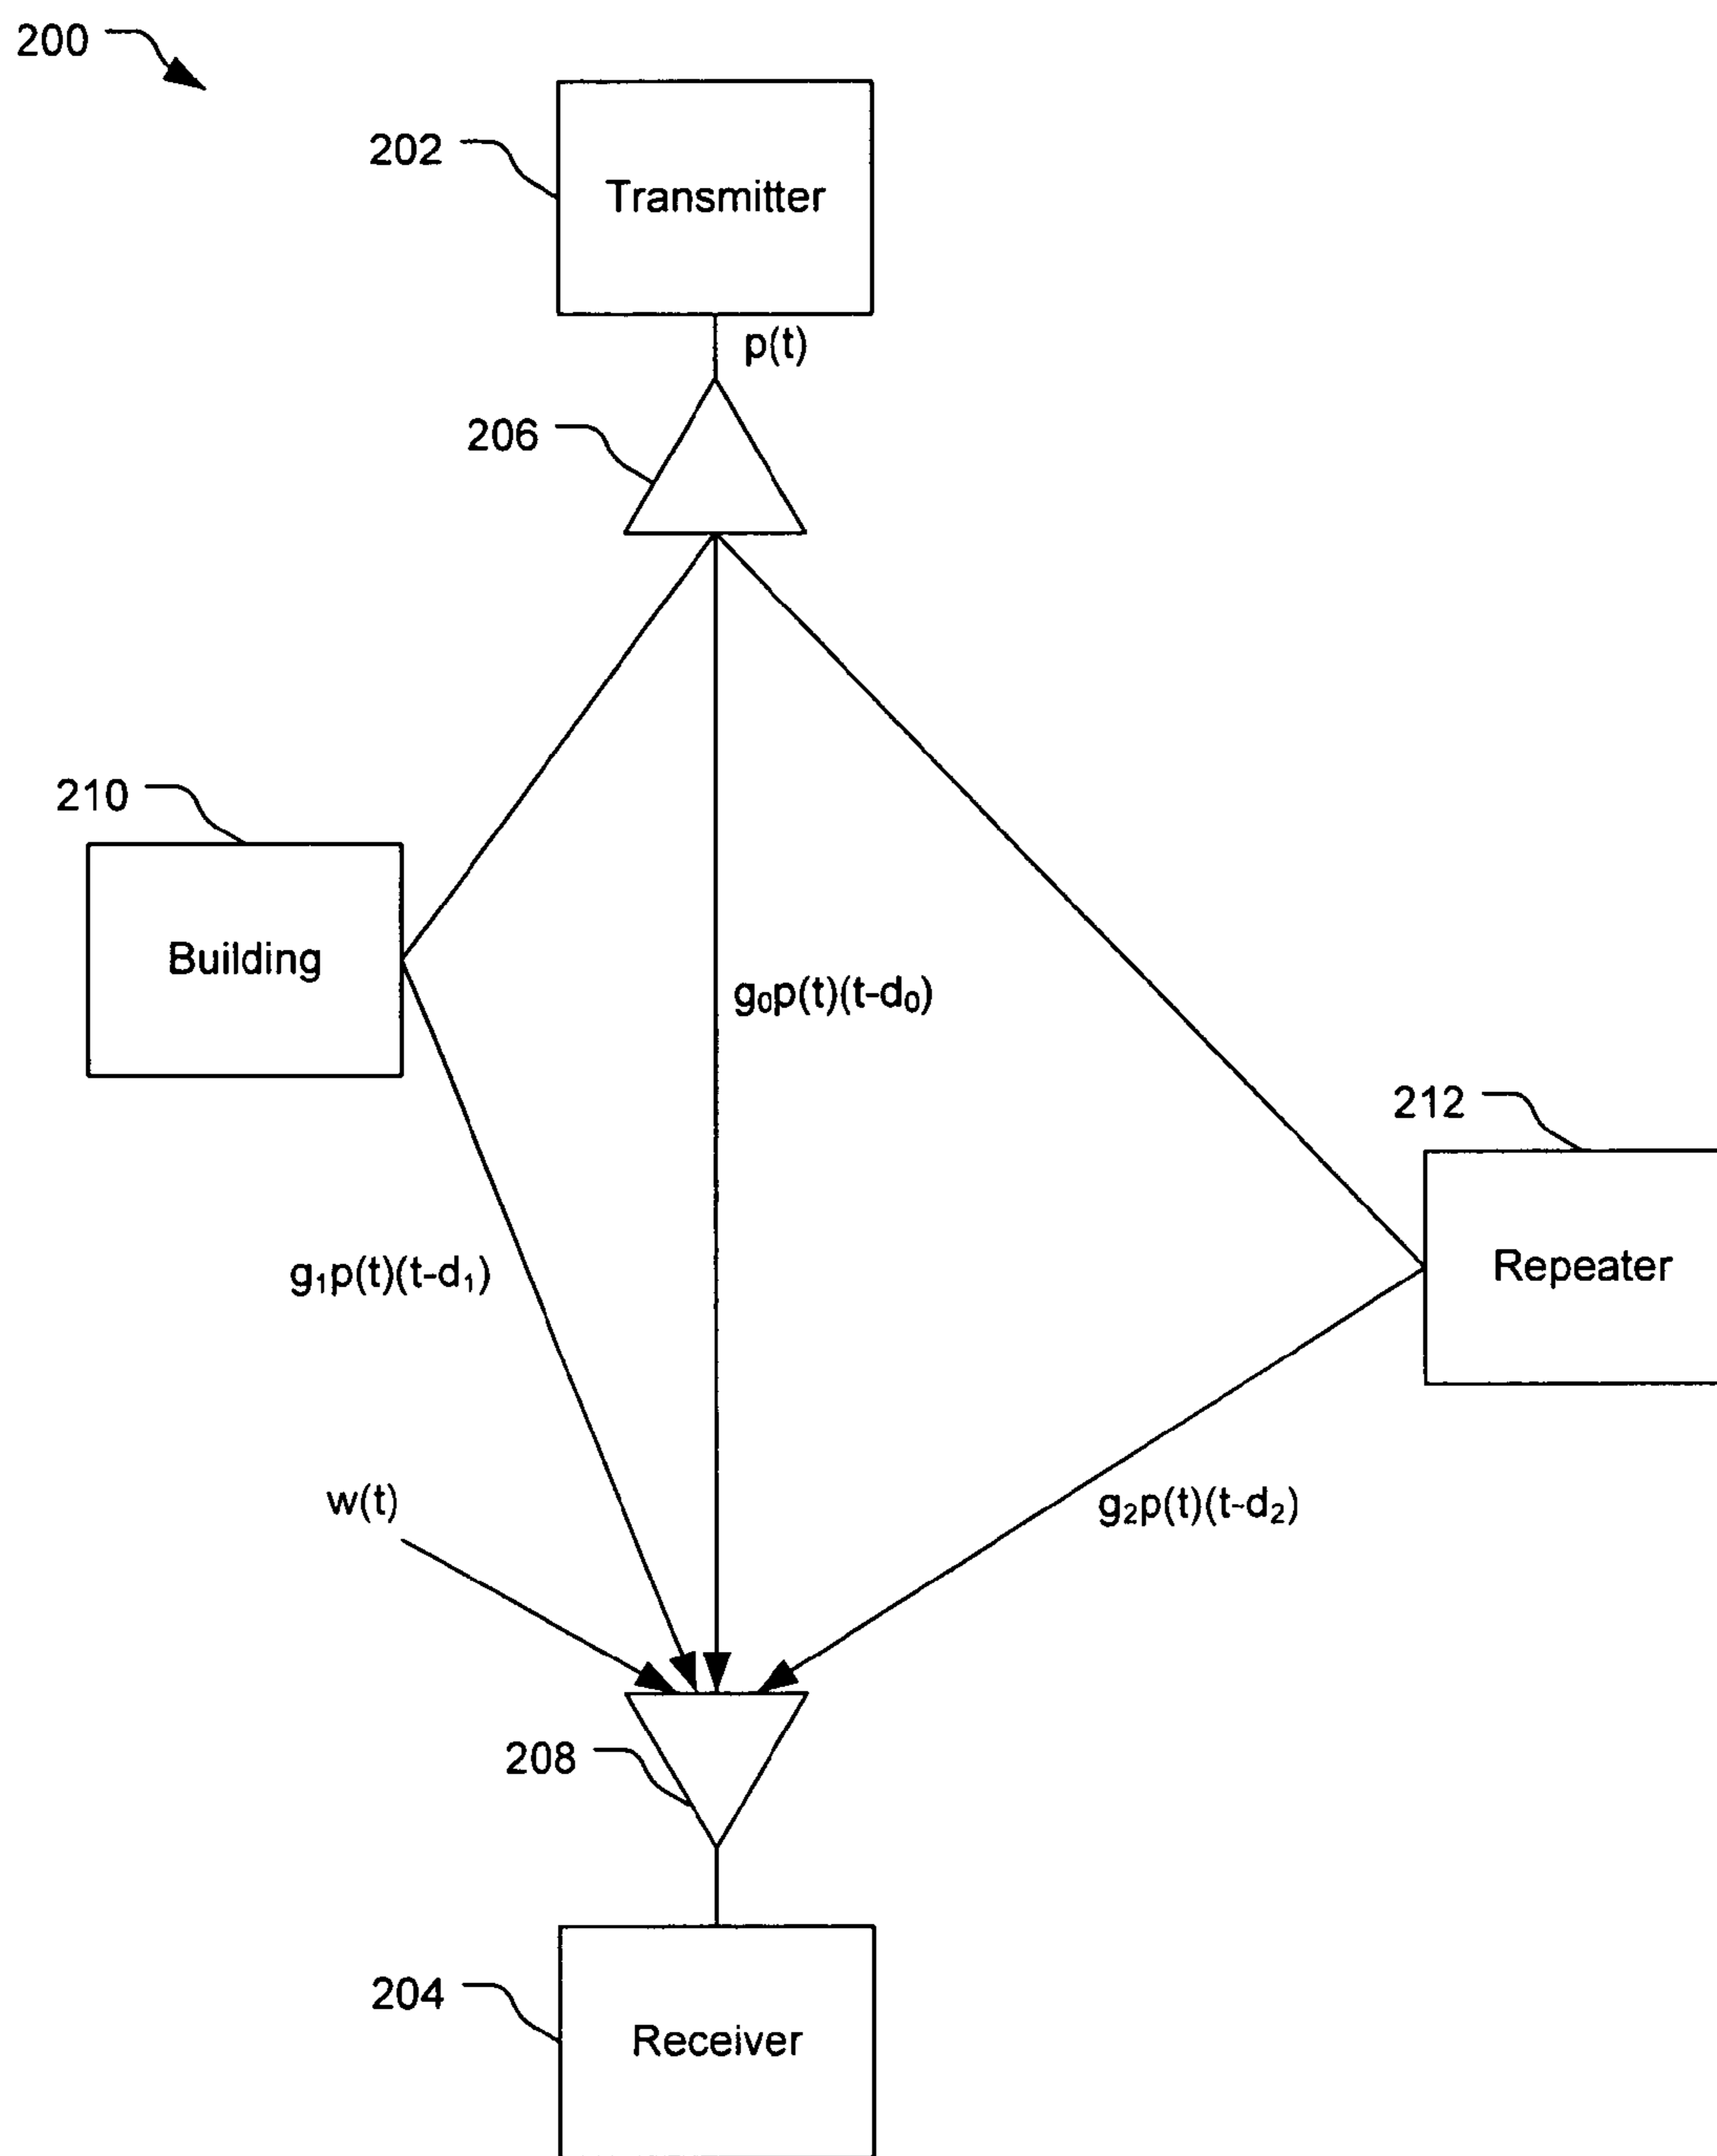 200
202
Transmitter
p(t)
206
210
Building
g₀p(t)(t-d₀)
212
Repeater
g₁p(t)(t-d₁)
w(t)
g₂p(t)(t-d₂)
208
204
Receiver